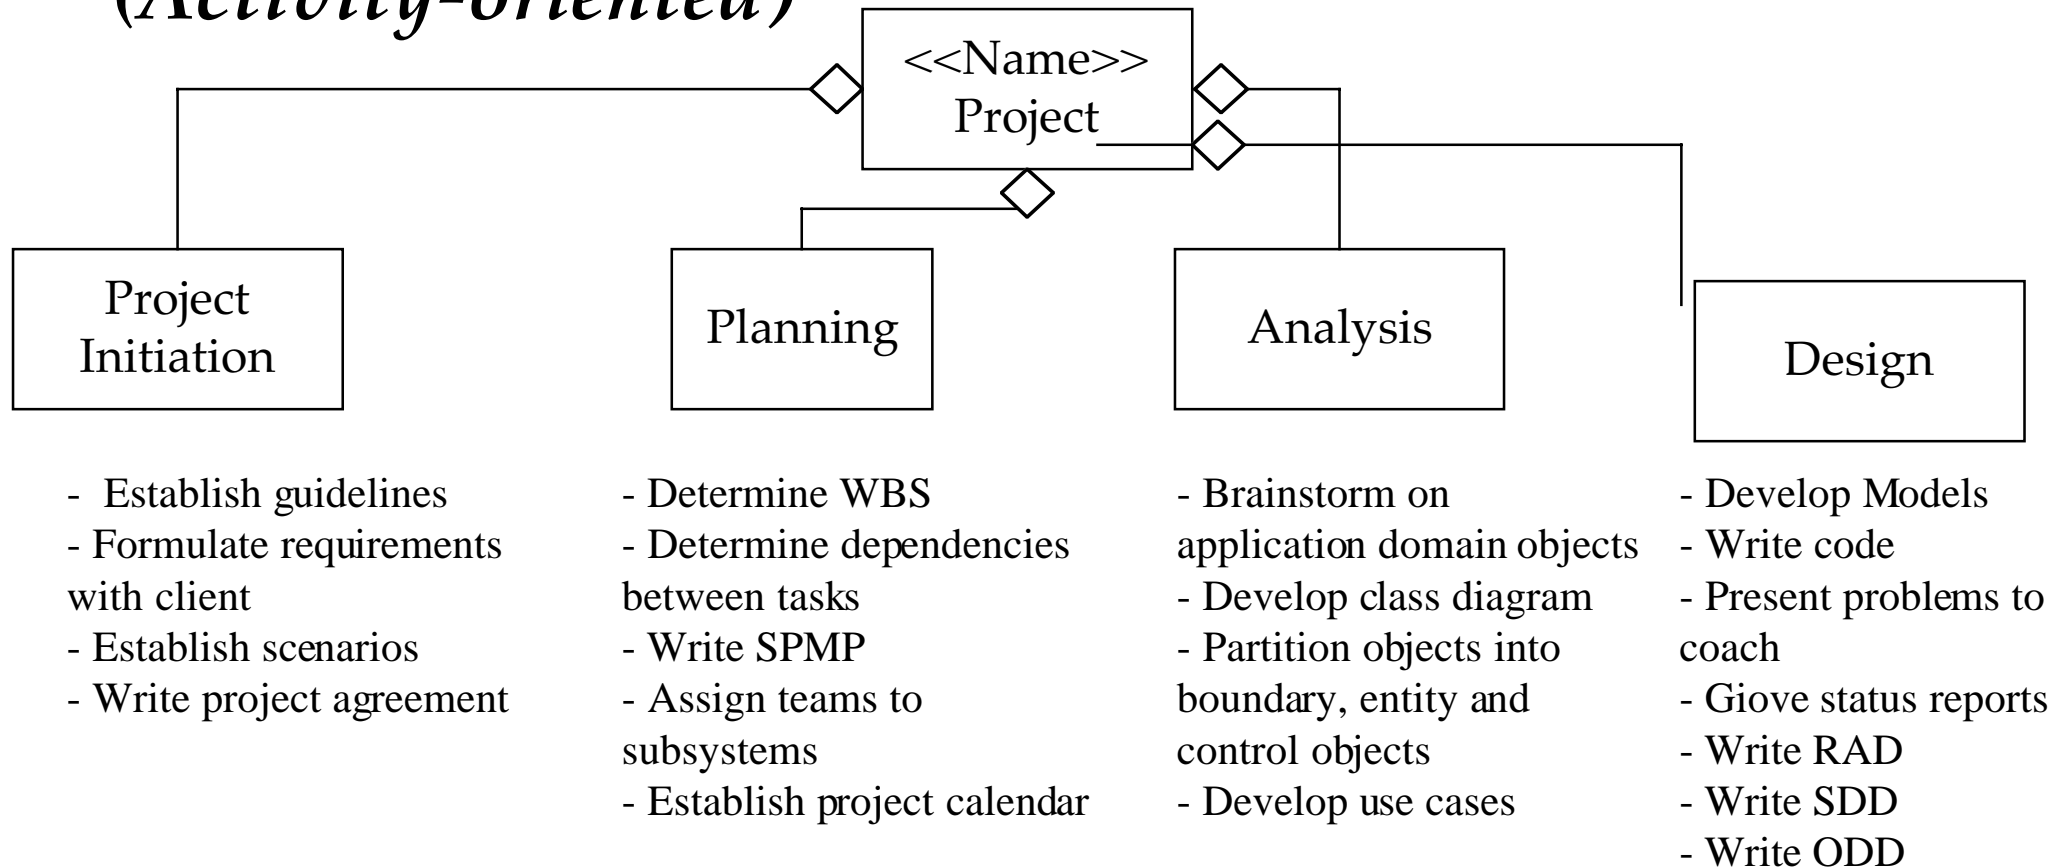 (Activity-oriented)
<<Name>>
Project
Project
Initiation
Planning
Analysis
Design
-  Establish guidelines
- Formulate requirements
with client
- Establish scenarios
- Write project agreement
- Determine WBS
- Determine dependencies
between tasks
- Write SPMP
- Assign teams to
subsystems
- Establish project calendar
- Brainstorm on
application domain objects
- Develop class diagram
- Partition objects into
boundary, entity and
control objects
- Develop use cases
- Develop Models
- Write code
- Present problems to
coach
- Giove status reports
- Write RAD
- Write SDD
- Write ODD